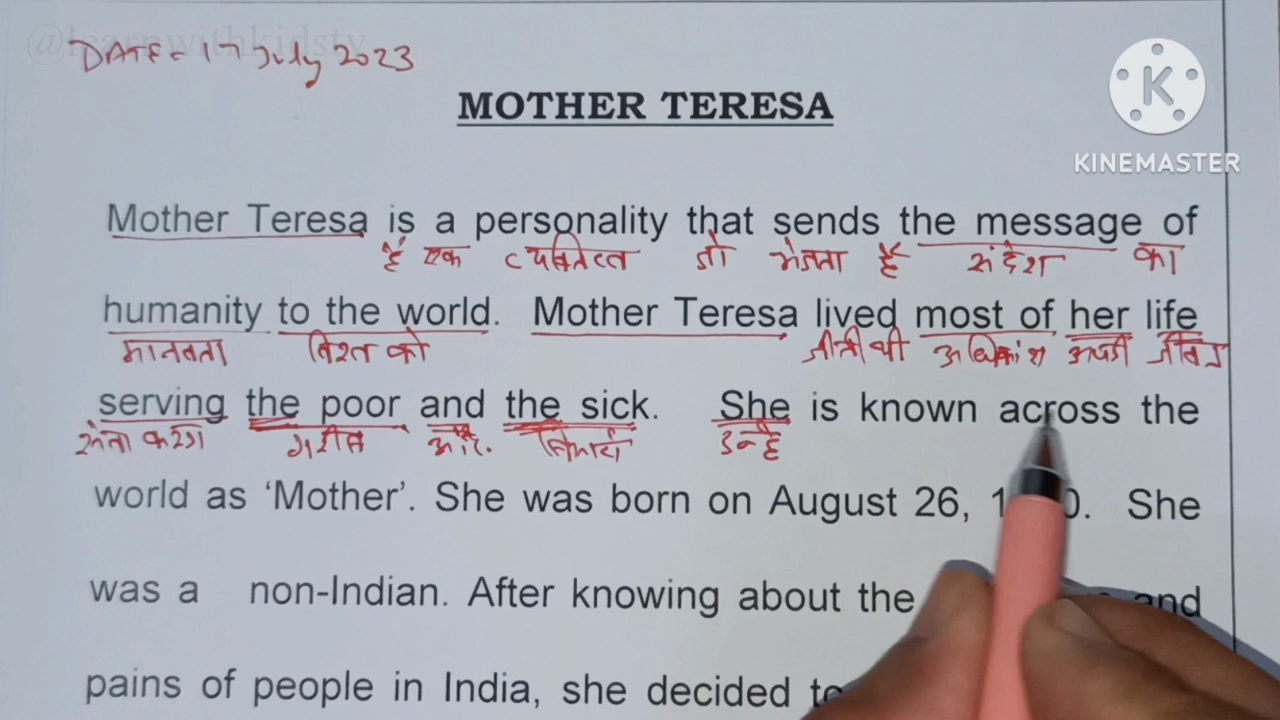 @learnwithkidstv
DATE = 17 July 2023
MOTHER TERESA
KINEMASTER
Mother Teresa is a personality that sends the message of
है एक व्यक्तित्व जो भेजता है संदेश का
humanity to the world. Mother Teresa lived most of her life
मानवता विश्व को जीती थी अधिकांश अपनी जीवन
serving the poor and the sick. She is known across the
सेवा करना गरीब और बिमारों उन्हें
world as ‘Mother’. She was born on August 26, She
was a non-Indian. After knowing about the and
pains of people in India, she decided